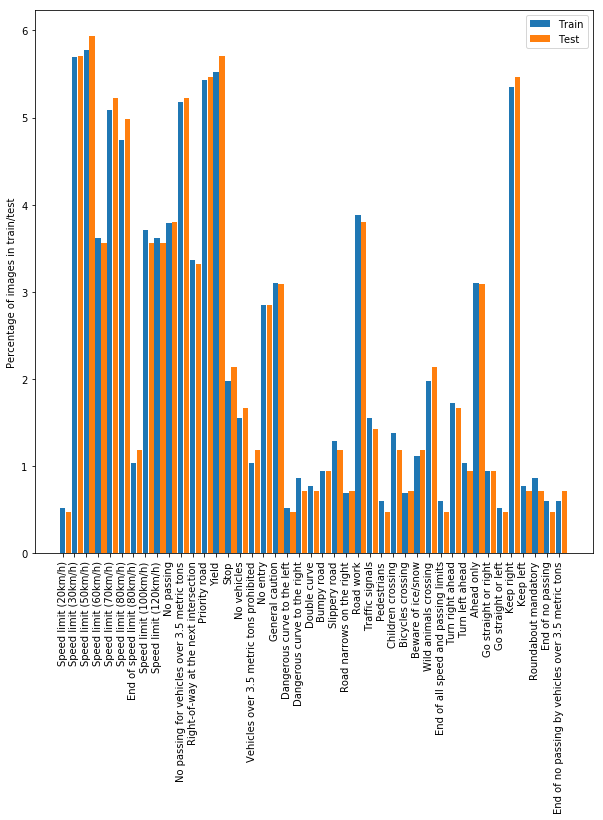 Train
Test
Percentage of images in train/test
6
5
4
3
2
1
0
Speed limit (20km/h)
Speed limit (30km/h)
Speed limit (50km/h)
Speed limit (60km/h)
Speed limit (70km/h)
Speed limit (80km/h)
End of speed limit (80km/h)
Speed limit (100km/h)
Speed limit (120km/h)
No passing
No passing for vehicles over 3.5 metric tons
Right-of-way at the next intersection
Priority road
Yield
Stop
No vehicles
Vehicles over 3.5 metric tons prohibited
No entry
General caution
Dangerous curve to the left
Dangerous curve to the right
Double curve
Bumpy road
Slippery road
Road narrows on the right
Road work
Traffic signals
Pedestrians
Children crossing
Bicycles crossing
Beware of ice/snow
Wild animals crossing
End of all speed and passing limits
Turn right ahead
Turn left ahead
Ahead only
Go straight or right
Go straight or left
Keep right
Keep left
Roundabout mandatory
End of no passing
End of no passing by vehicles over 3.5 metric tons